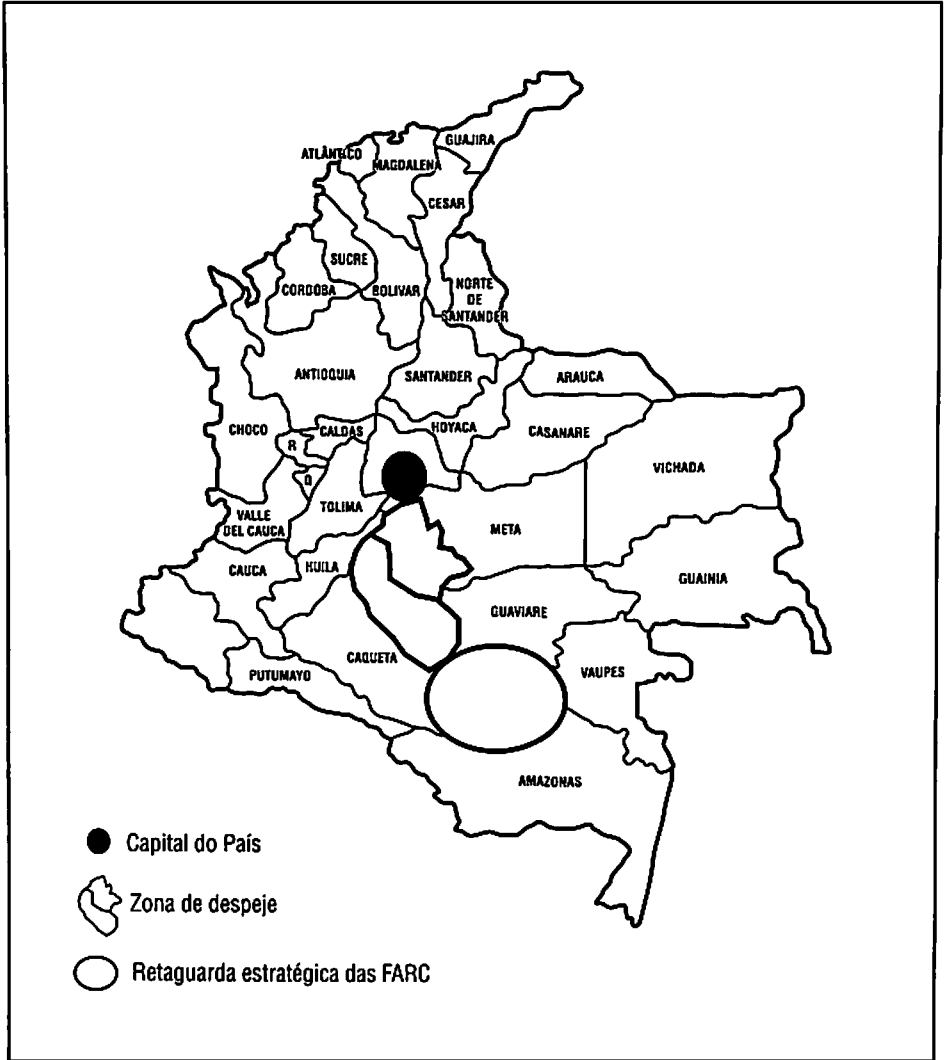 GUAJIRA
ATLÂNTICO
MAGDALENA
CESAR
SUCRE
CORDOBA
BOLIVAR
NORTE
DE
SANTANDER
ANTIOQUIA
SANTANDER
ARAUCA
CHOCO
CALDAS
HOYACA
CASANARE
R
VICHADA
Q
TOLIMA
VALLE
DEL CAUCA
META
CAUCA
HUILA
GUAINIA
GUAVIARE
CAQUETA
VAUPES
PUTUMAYO
AMAZONAS
Capital do País
Zona de despeje
Retaguarda estratégica das FARC